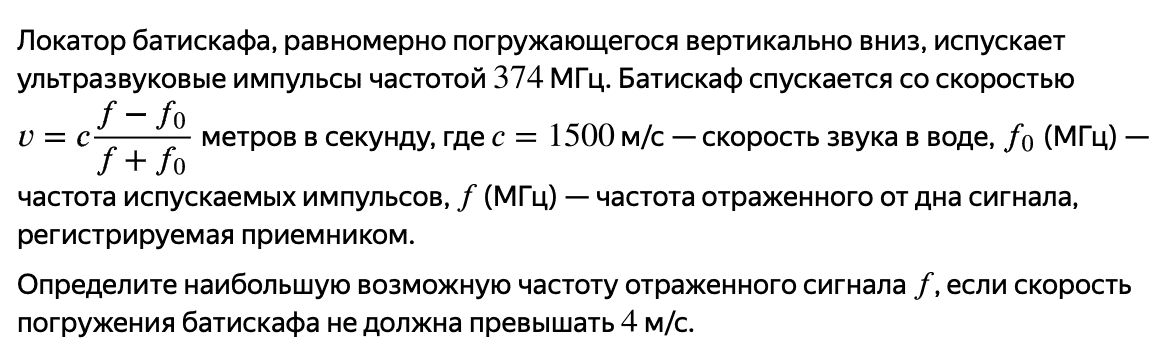 Локатор батискафа, равномерно погружающегося вертикально вниз, испускает
ультразвуковые импульсы частотой 374 МГц. Батискаф спускается со скоростью
v = c \frac{f − f_0}{f + f_0} метров в секунду, где c = 1500 м/с — скорость звука в воде, f_0 (МГц) —
частота испускаемых импульсов, f (МГц) — частота отраженного от дна сигнала,
регистрируемая приемником.
Определите наибольшую возможную частоту отраженного сигнала f, если скорость
погружения батискафа не должна превышать 4 м/с.